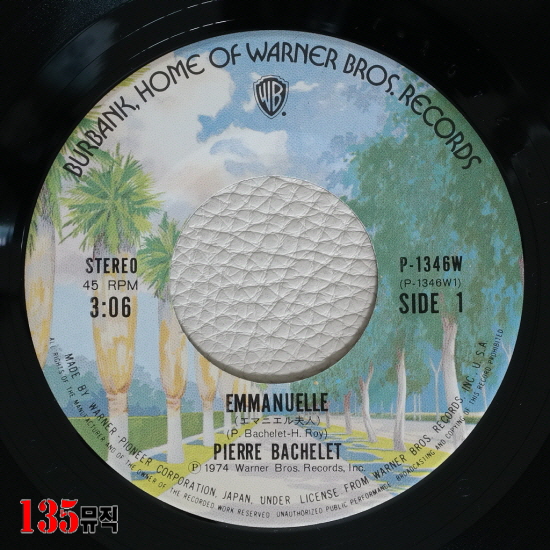 BURBANK, HOME OF WARNER BROS. RECORDS
WB
STEREO
45 RPM
3:06
P-1346W
(P-1346W1)
SIDE 1
EMMANUELLE
(エマニエル夫人)
(P. Bachelet-H. Roy)
PIERRE BACHELET
Ⓟ1974 Warner Bros. Records, Inc.
MADE BY WARNER-PIONEER CORPORATION, JAPAN, UNDER LICENSE FROM WARNER BROS. RECORDS, INC. U.S.A.
ALL RIGHTS OF THE MANUFACTURER AND OF THE OWNER OF THE RECORDED WORK RESERVED. UNAUTHORIZED PUBLIC PERFORMANCE, BROADCASTING AND COPYING OF THIS RECORD PROHIBITED
135뮤직